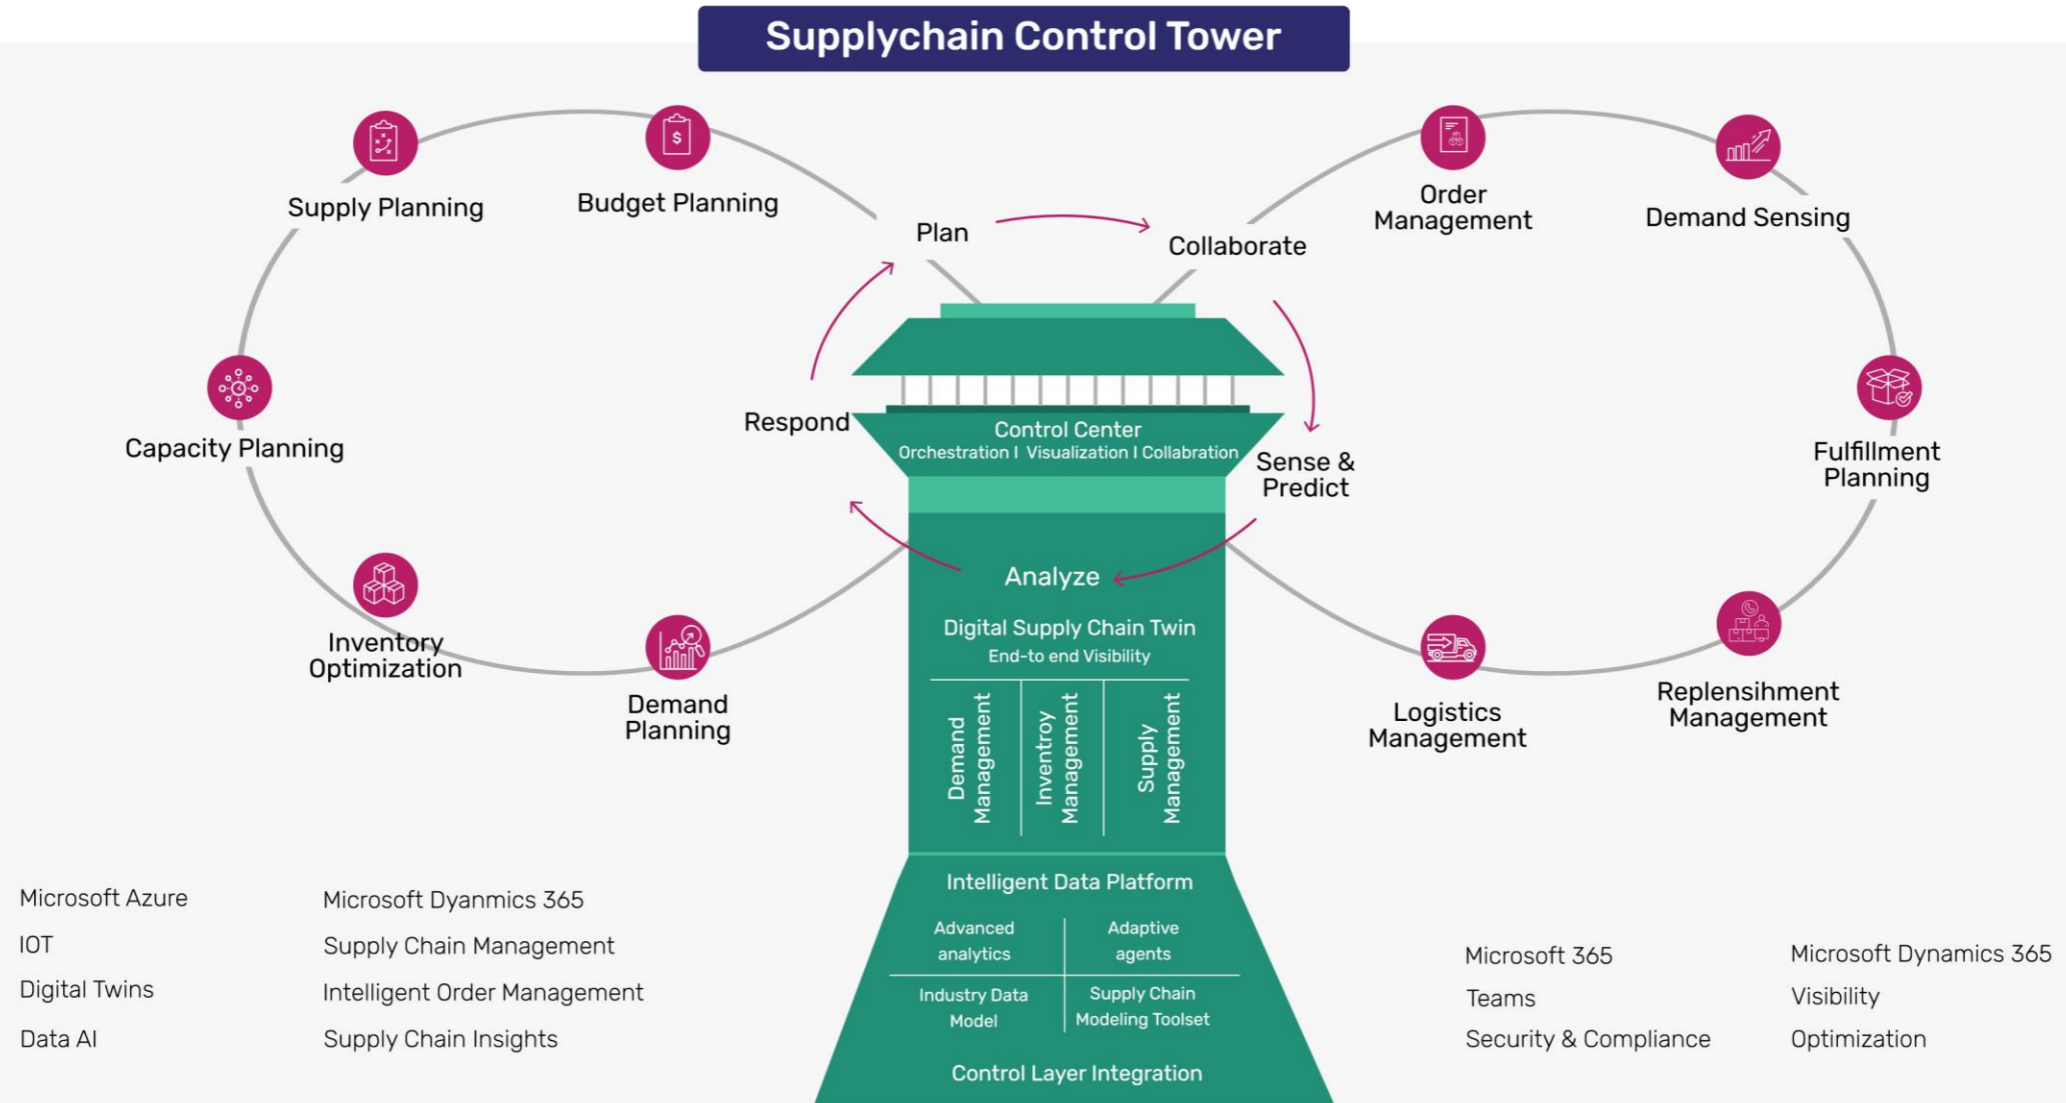 Supplychain Control Tower
Supply Planning
Budget Planning
Capacity Planning
Inventory
Optimization
Demand
Planning
Plan
Collaborate
Respond
Sense &
Predict
Analyze
Order
Management
Demand Sensing
Fulfillment
Planning
Replensihment
Management
Logistics
Management
Control Center
Orchestration I Visualization I Collabration
Digital Supply Chain Twin
End-to end Visibility
Demand
Management
Inventroy
Management
Supply
Management
Intelligent Data Platform
Advanced
analytics
Adaptive
agents
Industry Data
Model
Supply Chain
Modeling Toolset
Control Layer Integration
Microsoft Azure
IOT
Digital Twins
Data AI
Microsoft Dyanmics 365
Supply Chain Management
Intelligent Order Management
Supply Chain Insights
Microsoft 365
Teams
Security & Compliance
Microsoft Dynamics 365
Visibility
Optimization